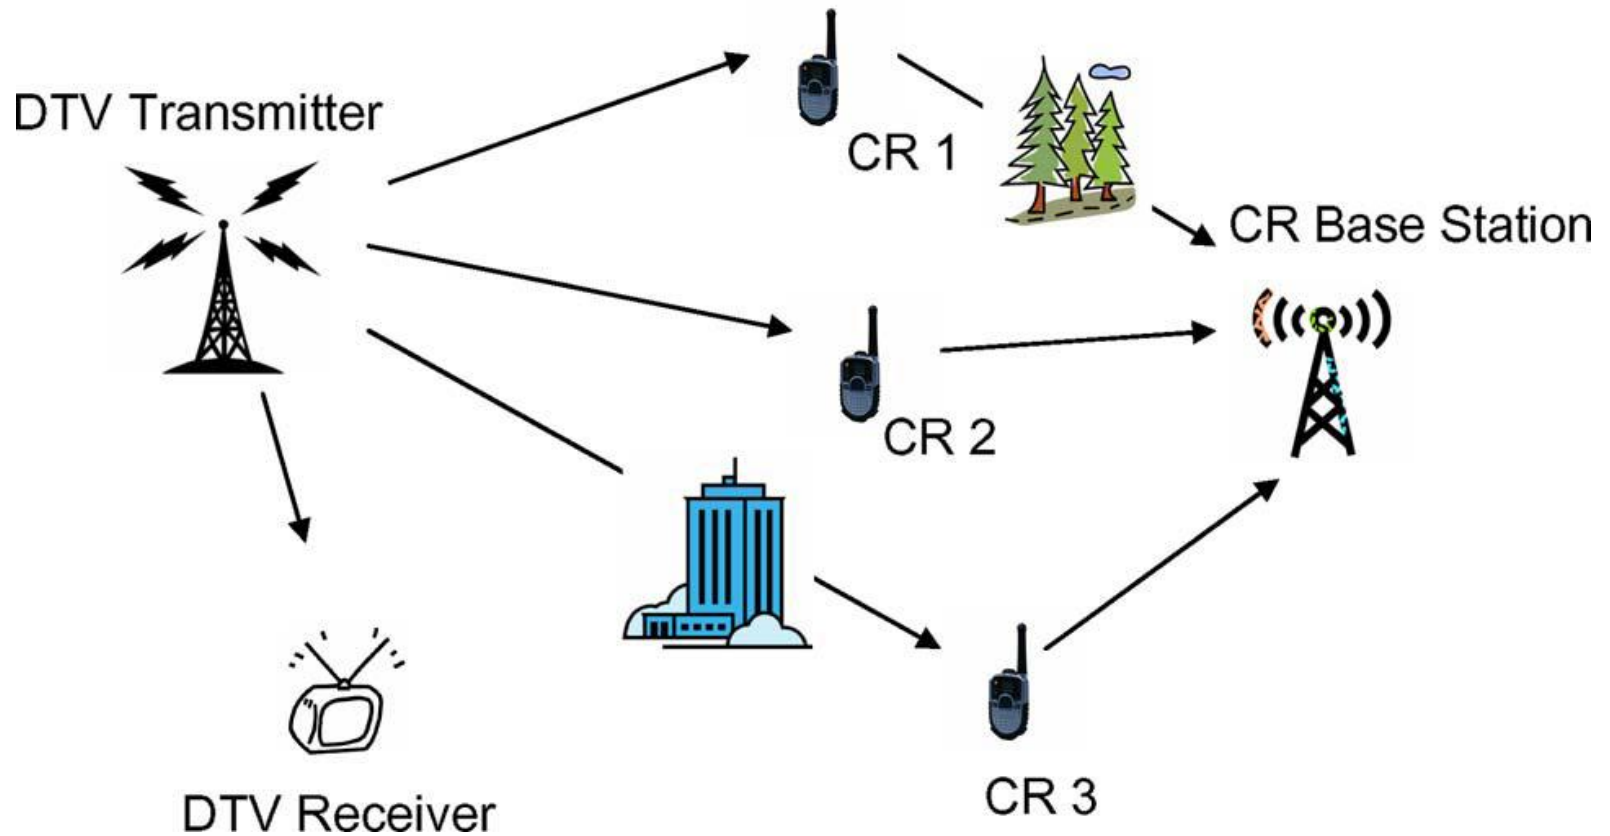 DTV Transmitter
CR 1
CR Base Station
CR 2
CR 3
DTV Receiver